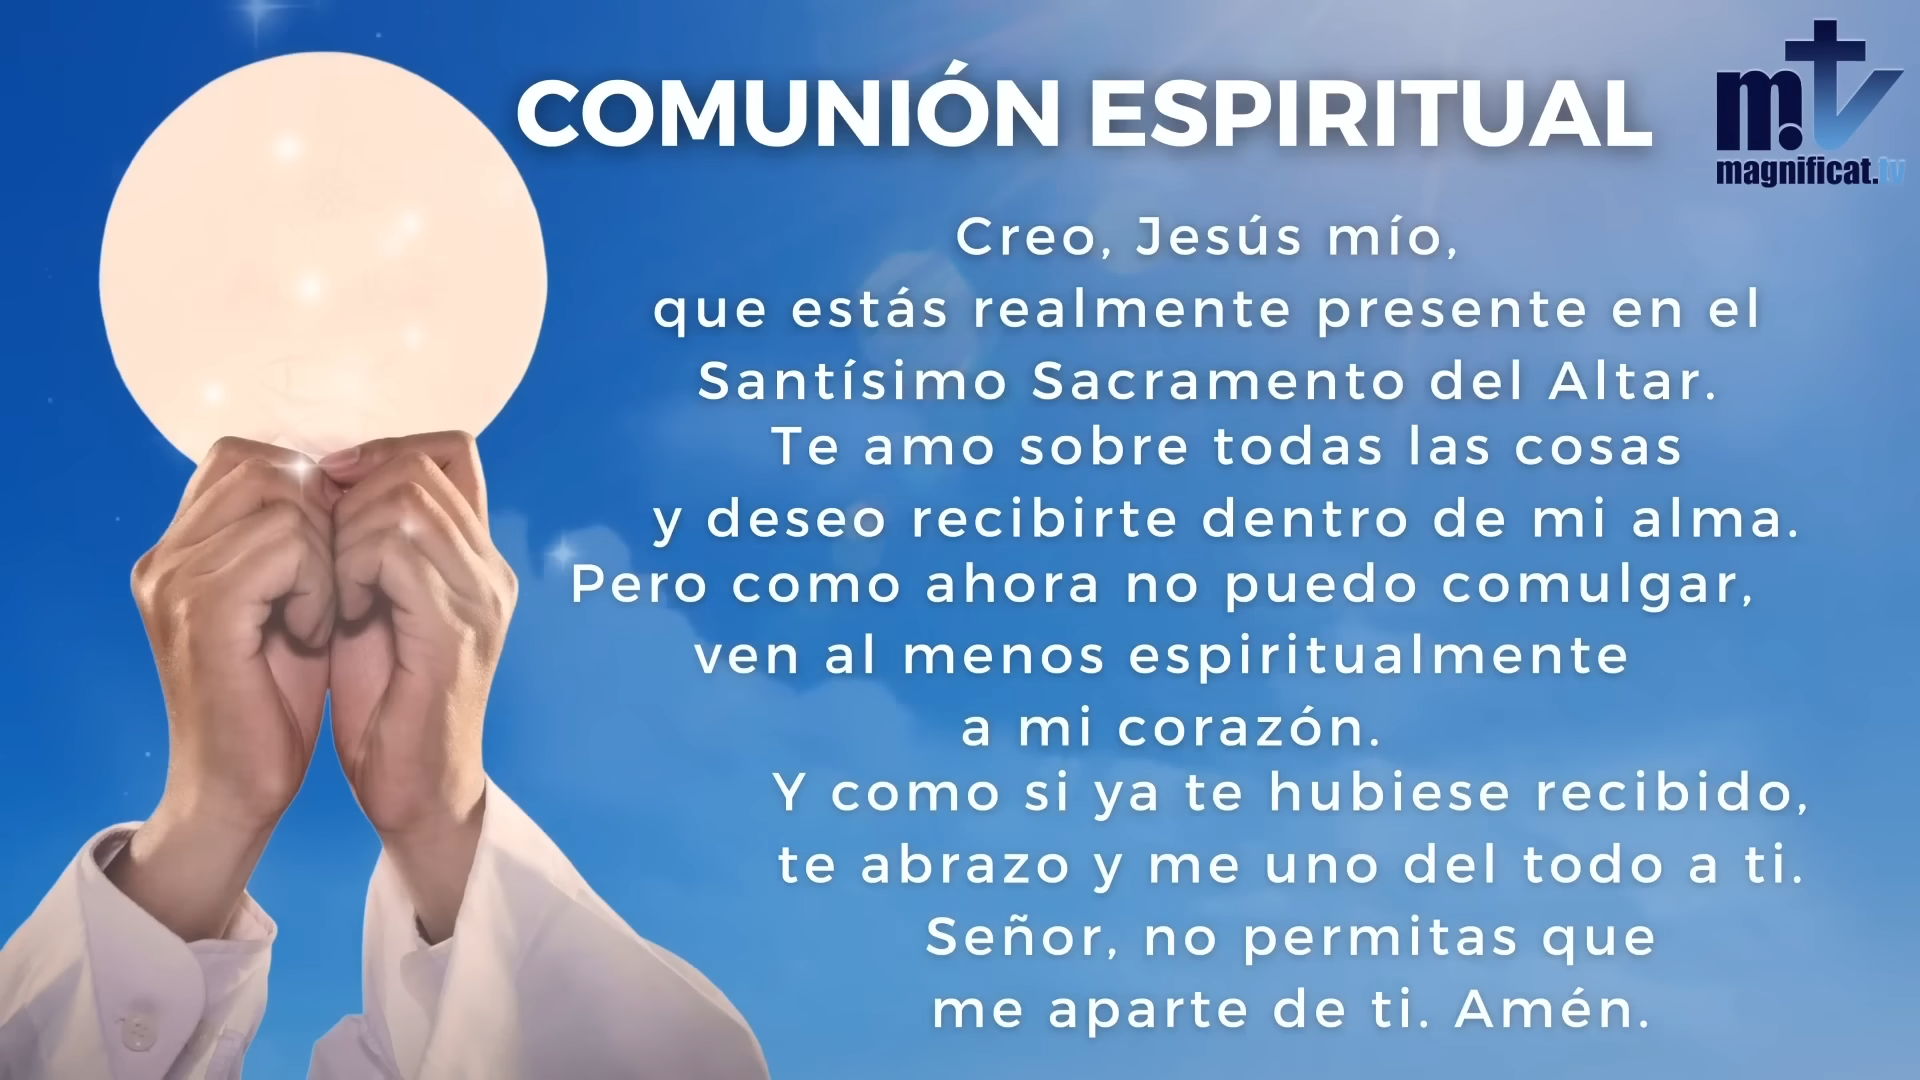 COMUNIÓN ESPIRITUAL
mtv
magnificat.tv
Creo, Jesús mío,
que estás realmente presente en el
Santísimo Sacramento del Altar.
Te amo sobre todas las cosas
y deseo recibirte dentro de mi alma.
Pero como ahora no puedo comulgar,
ven al menos espiritualmente
a mi corazón.
Y como si ya te hubiese recibido,
te abrazo y me uno del todo a ti.
Señor, no permitas que
me aparte de ti. Amén.